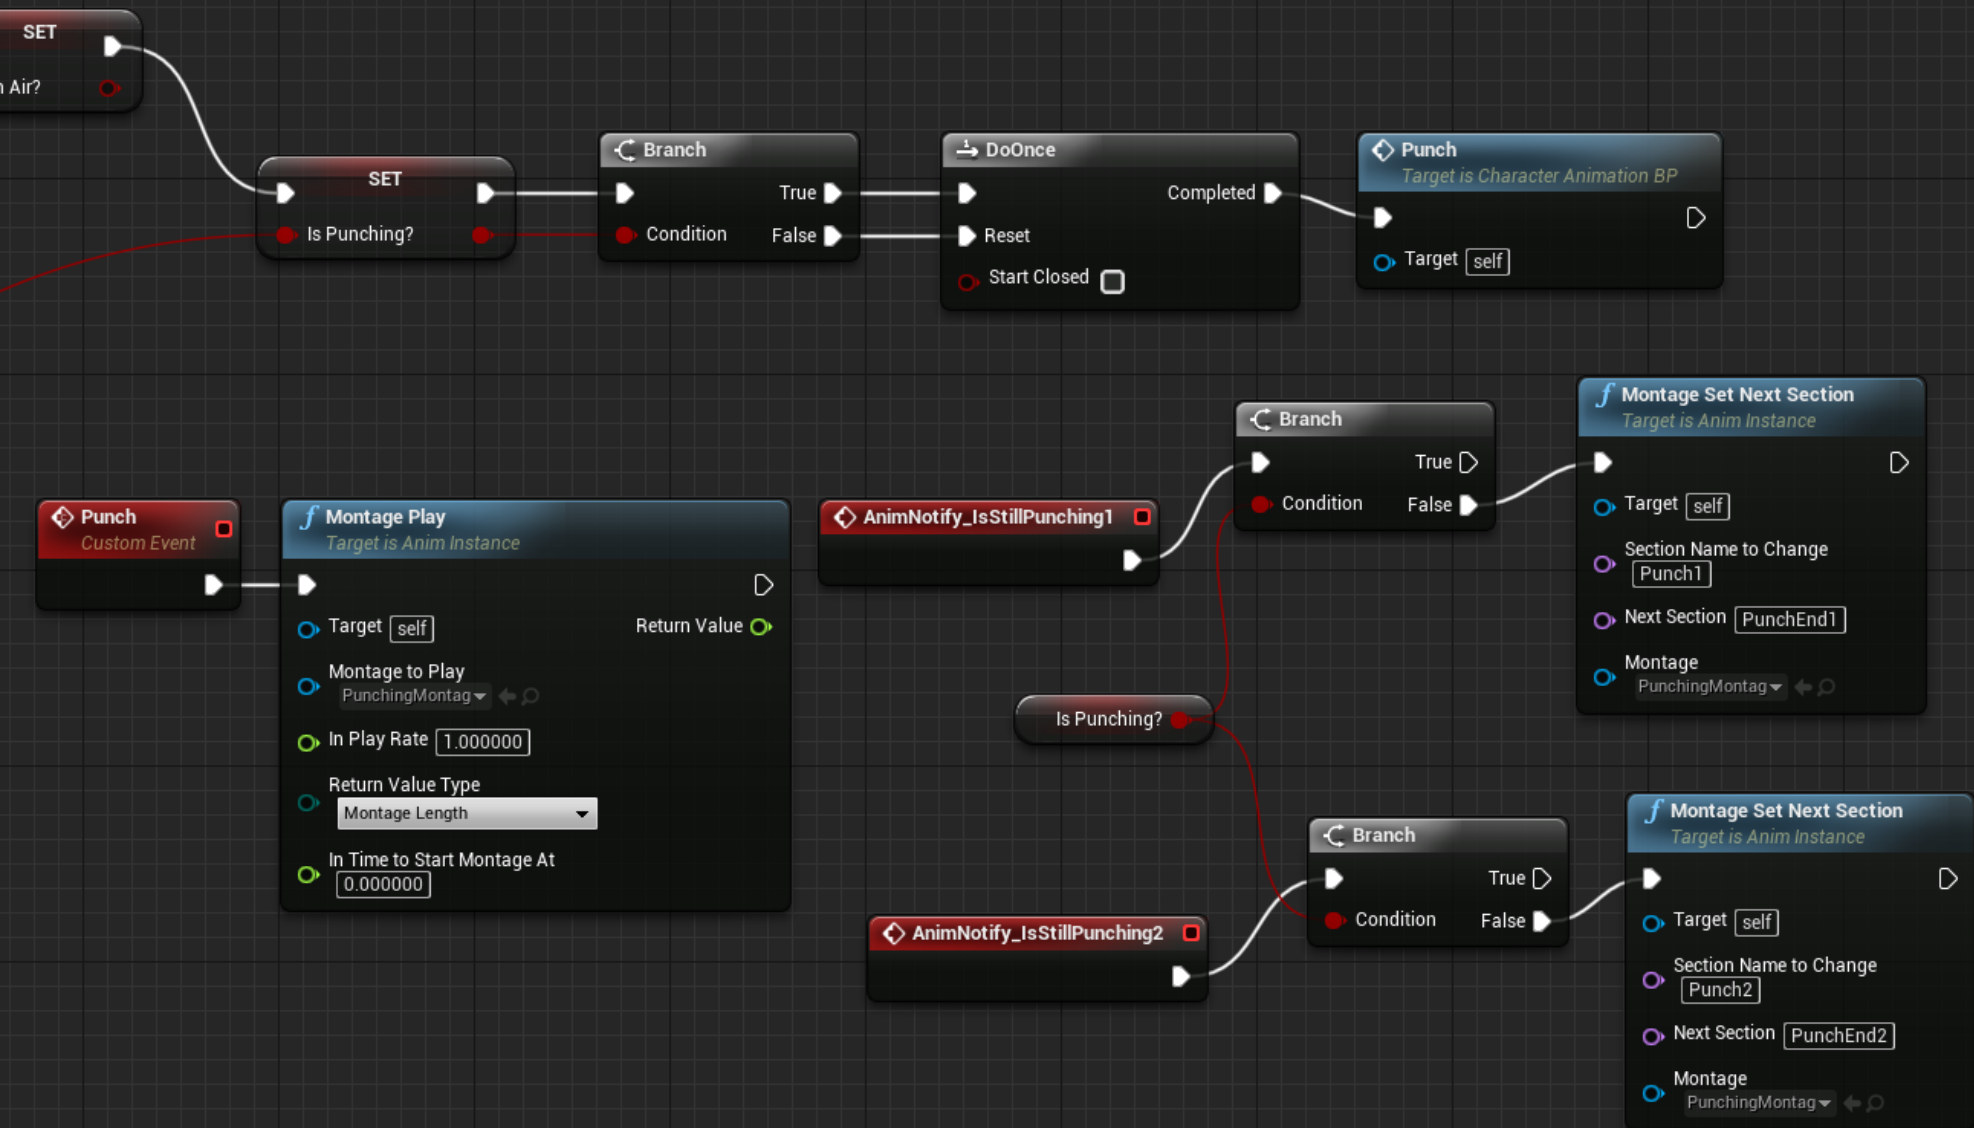 SET
Air?
SET
Is Punching?
Branch
True
Condition
False
DoOnce
Completed
Reset
Start Closed
Punch
Target is Character Animation BP
Target self
Punch
Custom Event
Montage Play
Target is Anim Instance
Target self
Return Value
Montage to Play
PunchingMontag
In Play Rate 1.000000
Return Value Type
Montage Length
In Time to Start Montage At
0.000000
AnimNotify_IsStillPunching1
Branch
True
Condition
False
Montage Set Next Section
Target is Anim Instance
Target self
Section Name to Change
Punch1
Next Section PunchEnd1
Montage
PunchingMontag
Is Punching?
AnimNotify_IsStillPunching2
Branch
True
Condition
False
Montage Set Next Section
Target is Anim Instance
Target self
Section Name to Change
Punch2
Next Section PunchEnd2
Montage
PunchingMontag